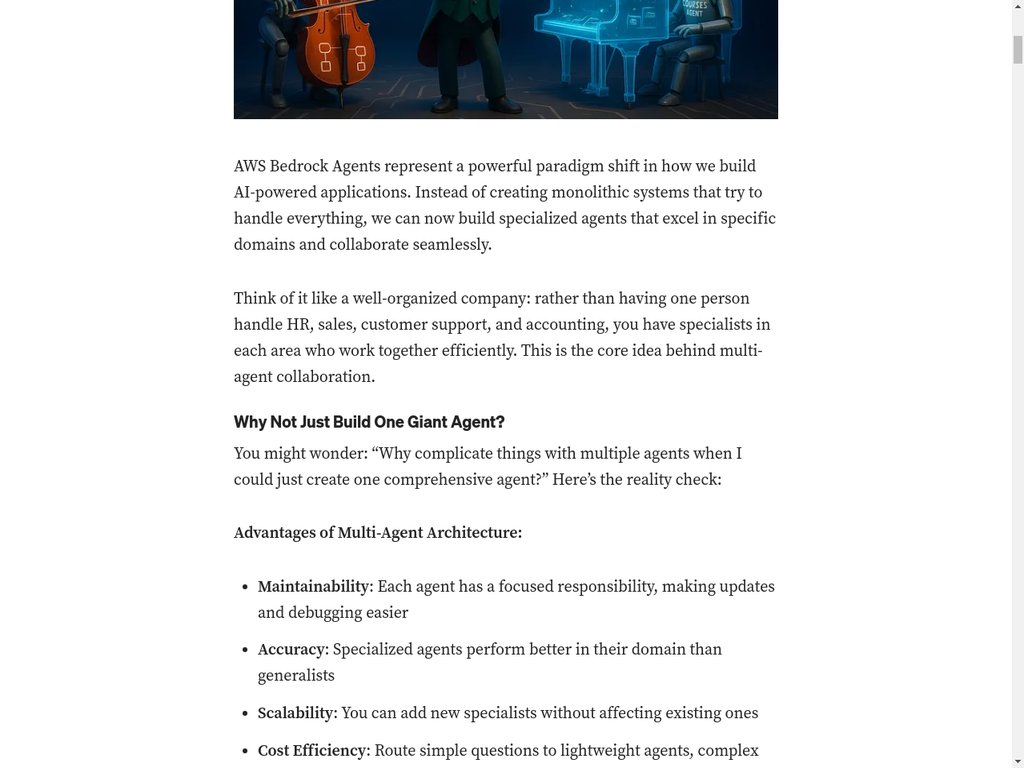 COURSES
AGENT
AWS Bedrock Agents represent a powerful paradigm shift in how we build
AI-powered applications. Instead of creating monolithic systems that try to
handle everything, we can now build specialized agents that excel in specific
domains and collaborate seamlessly.
Think of it like a well-organized company: rather than having one person
handle HR, sales, customer support, and accounting, you have specialists in
each area who work together efficiently. This is the core idea behind multi-
agent collaboration.
Why Not Just Build One Giant Agent?
You might wonder: “Why complicate things with multiple agents when I
could just create one comprehensive agent?” Here’s the reality check:
Advantages of Multi-Agent Architecture:
• Maintainability: Each agent has a focused responsibility, making updates
and debugging easier
• Accuracy: Specialized agents perform better in their domain than
generalists
• Scalability: You can add new specialists without affecting existing ones
• Cost Efficiency: Route simple questions to lightweight agents, complex